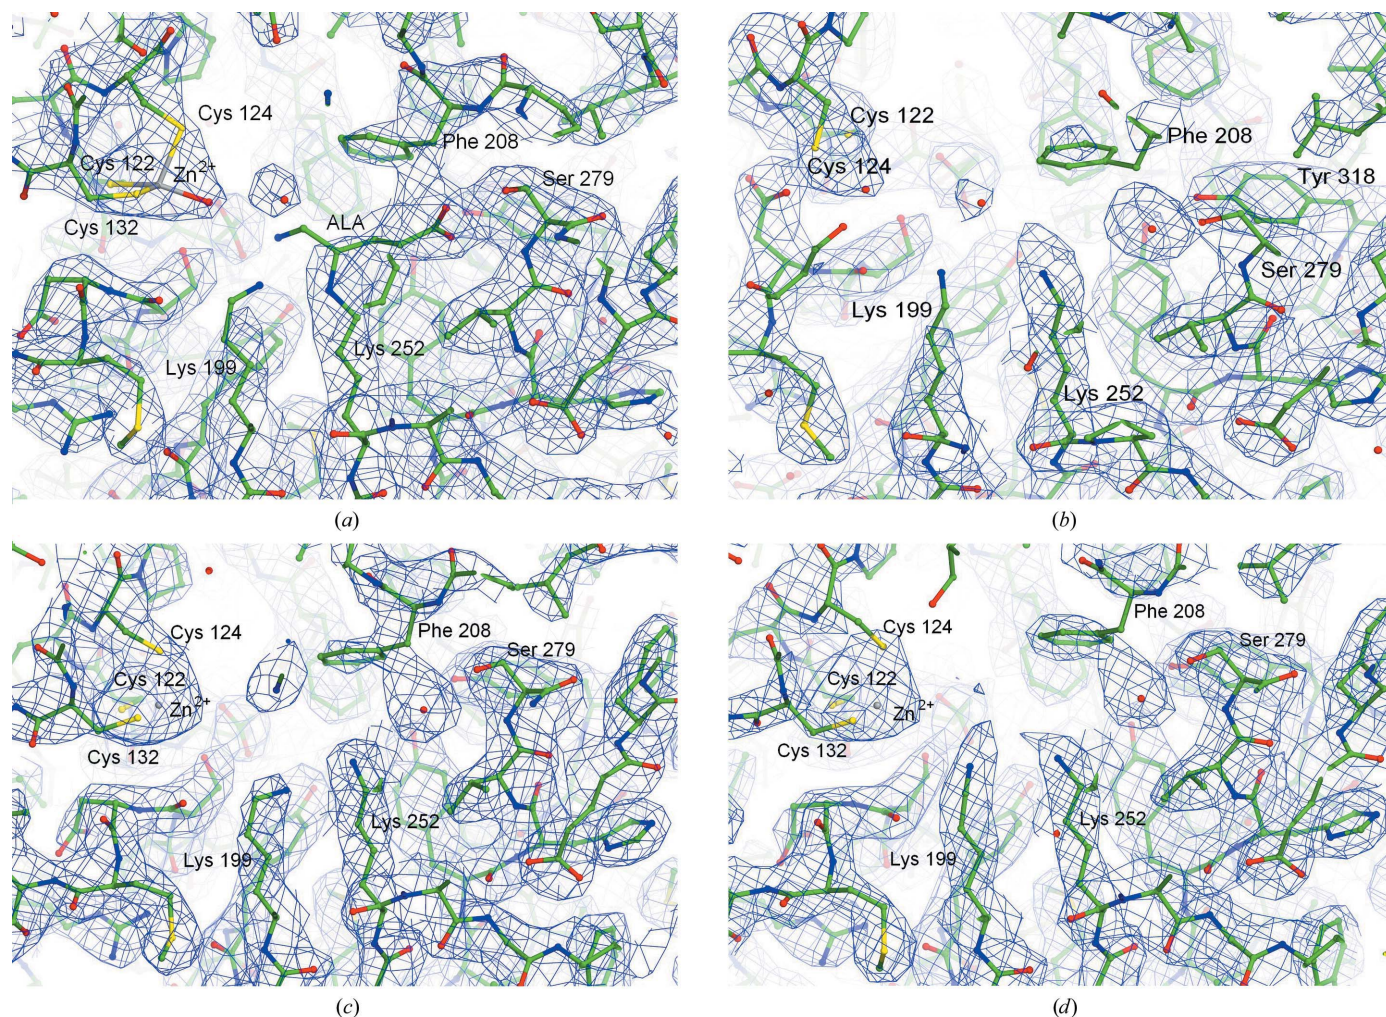 Cys 124
Phe 208
Cys 122
Zn2+
Ser 279
Cys 132
ALA
Lys 199
Lys 252
(a)
Cys 122
Phe 208
Cys 124
Tyr 318
Ser 279
Lys 199
Lys 252
(b)
Cys 124
Phe 208
Ser 279
Cys 122
Zn2+
Cys 132
Lys 252
Lys 199
(c)
Phe 208
Cys 124
Ser 279
Cys 122
Zn2+
Cys 132
Lys 252
Lys 199
(d)